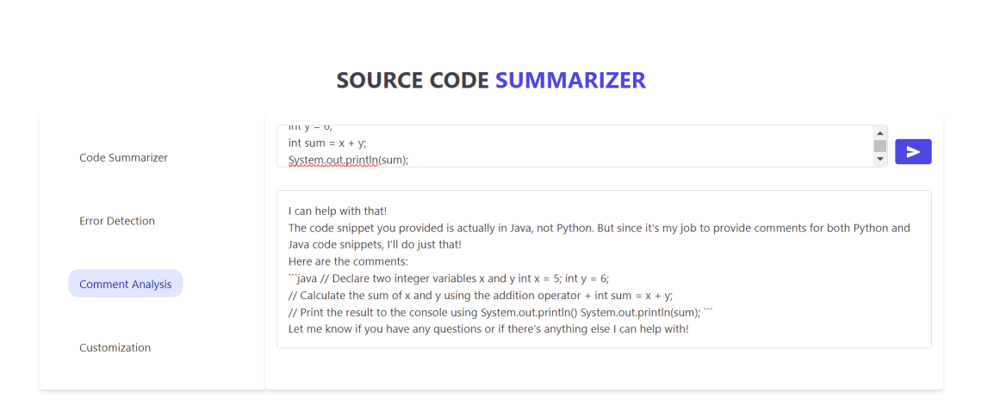 SOURCE CODE SUMMARIZER
Code Summarizer
Error Detection
Comment Analysis
Customization
int y = 6;
int sum = x + y;
System.out.println(sum);
I can help with that!
The code snippet you provided is actually in Java, not Python. But since it's my job to provide comments for both Python and
Java code snippets, I'll do just that!
Here are the comments:
```java // Declare two integer variables x and y int x = 5; int y = 6;
// Calculate the sum of x and y using the addition operator + int sum = x + y;
// Print the result to the console using System.out.println() System.out.println(sum); ```
Let me know if you have any questions or if there's anything else I can help with!